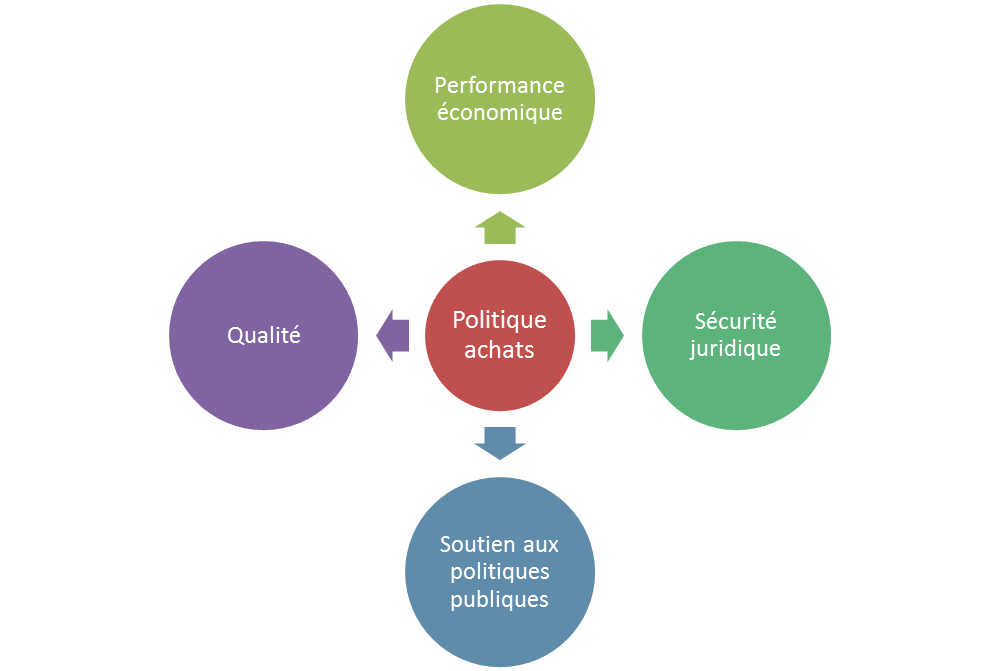 Performance
économique
Qualité
Politique
achats
Sécurité
juridique
Soutien aux
politiques
publiques